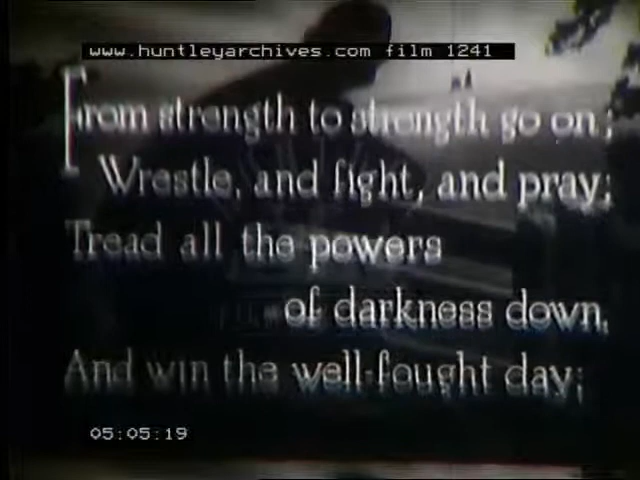 www.huntleyarchives.com film 1241
From strength to strength go on;
Wrestle, and fight, and pray;
Tread all the powers
of darkness down,
And win the well-fought day;
05:05:19